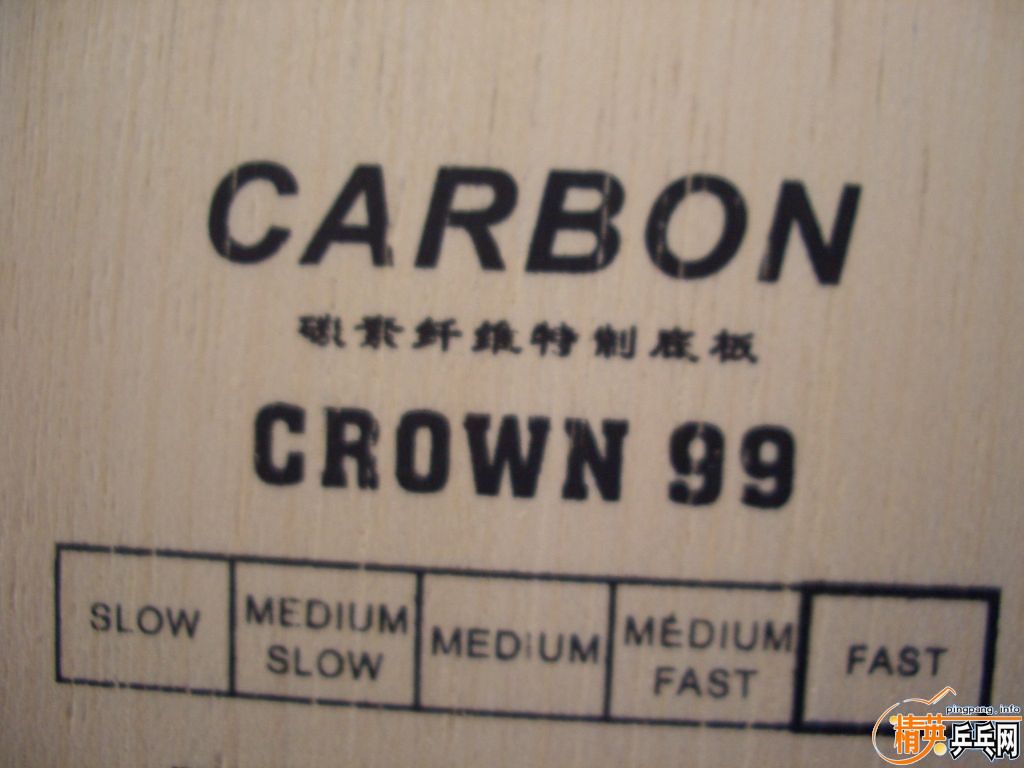 CARBON
碳素纤维特制底板
CROWN 99
SLOW
MEDIUM SLOW
MEDIUM
MEDIUM FAST
FAST
pingpang.info
精英乒乓网